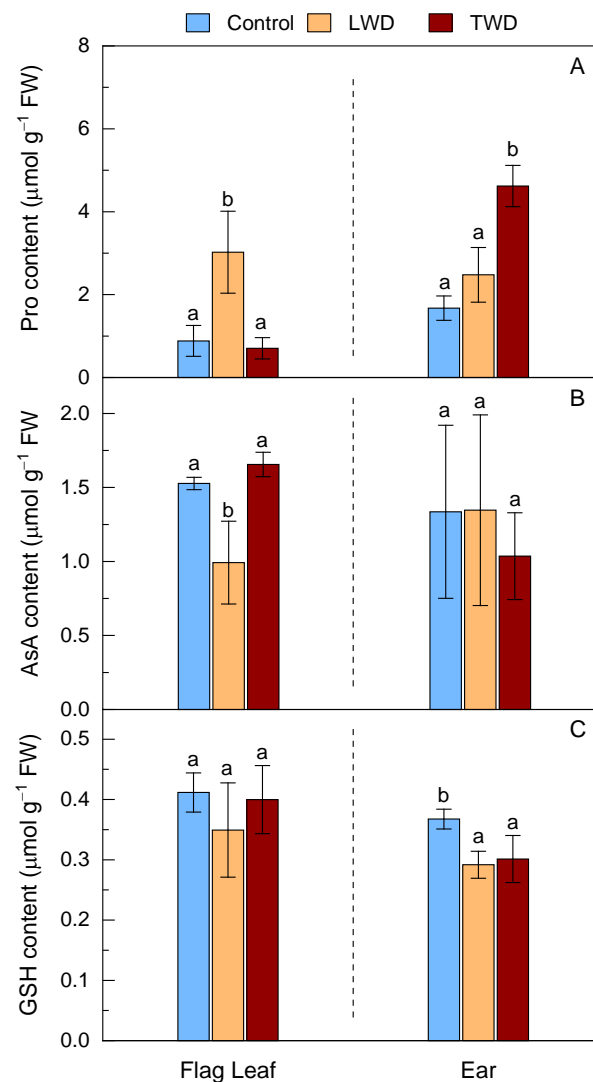 Control LWD TWD
A
Pro content (μmol g⁻¹ FW)
8
6
4
2
0
a b a a a b
B
AsA content (μmol g⁻¹ FW
2.0
1.5
1.0
0.5
0.0
a b a a a a
C
GSH content (μmol g⁻¹ FW)
0.5
0.4
0.3
0.2
0.1
0.0
a a a b a a
Flag Leaf Ear